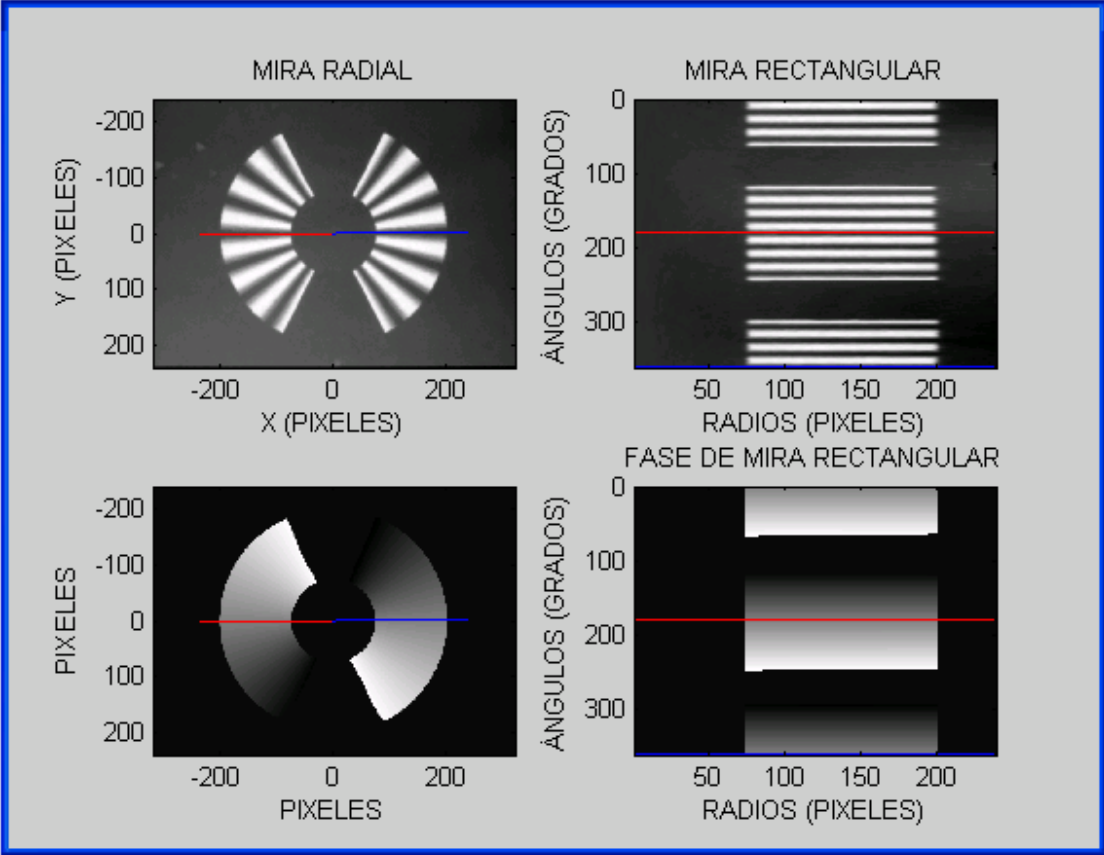 MIRA RADIAL
-200
-100
0
100
200
Y (PIXELES)
-200 0 200
X (PIXELES)
MIRA RECTANGULAR
0
100
200
300
ÁNGULOS (GRADOS)
50 100 150 200
RADIOS (PIXELES)
-200
-100
0
100
200
PIXELES
-200 0 200
PIXELES
FASE DE MIRA RECTANGULAR
0
100
200
300
ÁNGULOS (GRADOS)
50 100 150 200
RADIOS (PIXELES)